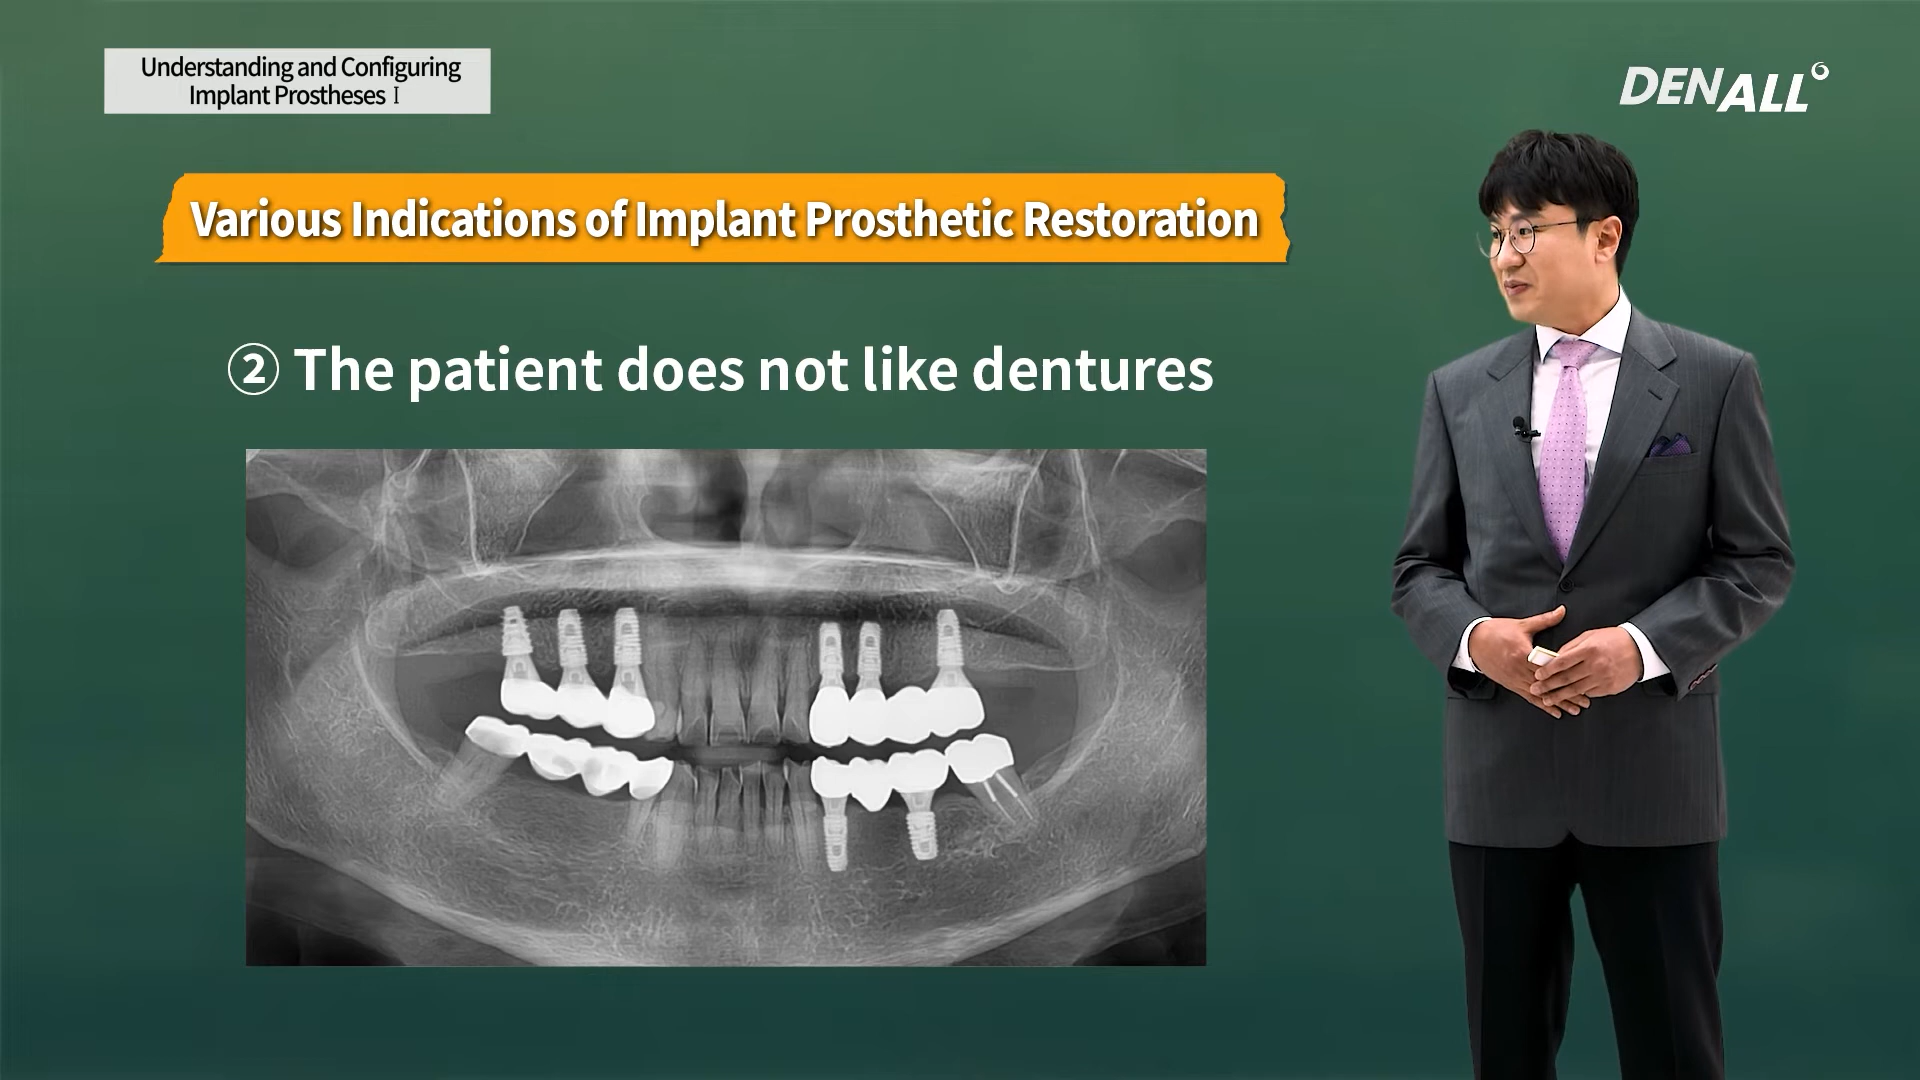 Understanding and Configuring
Implant Prostheses Ⅰ
DENALL
Various Indications of Implant Prosthetic Restoration
② The patient does not like dentures